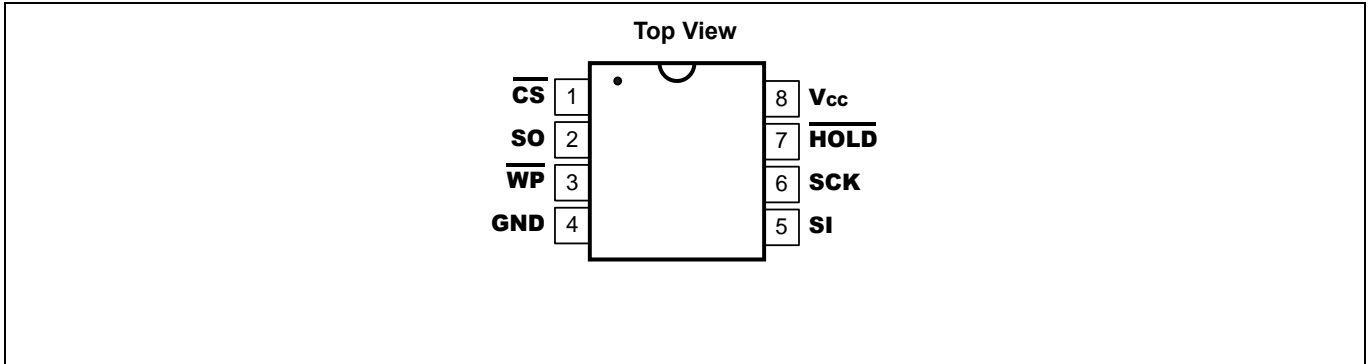 Top View
CS 1 8 Vcc
SO 2 7 HOLD
WP 3 6 SCK
GND 4 5 SI